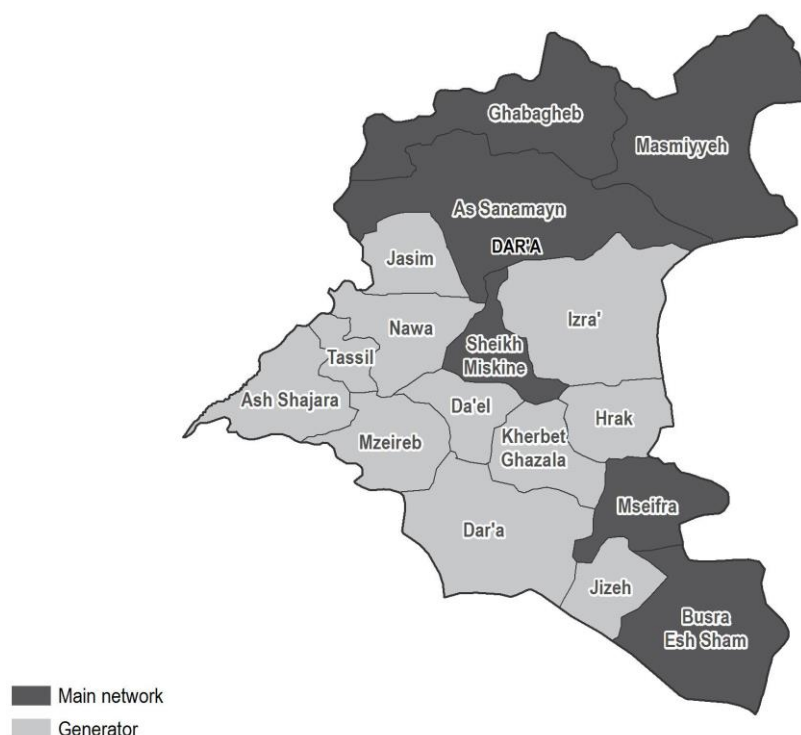 Ghabagheb
Masmiyyeh
As Sanamayn
DAR'A
Jasim
Izra'
Nawa
Sheikh
Miskine
Tassil
Ash Shajara
Da'el
Hrak
Mzeireb
Kherbet
Ghazala
Mseifra
Dar'a
Jizeh
Busra
Esh Sham
Main network
Generator